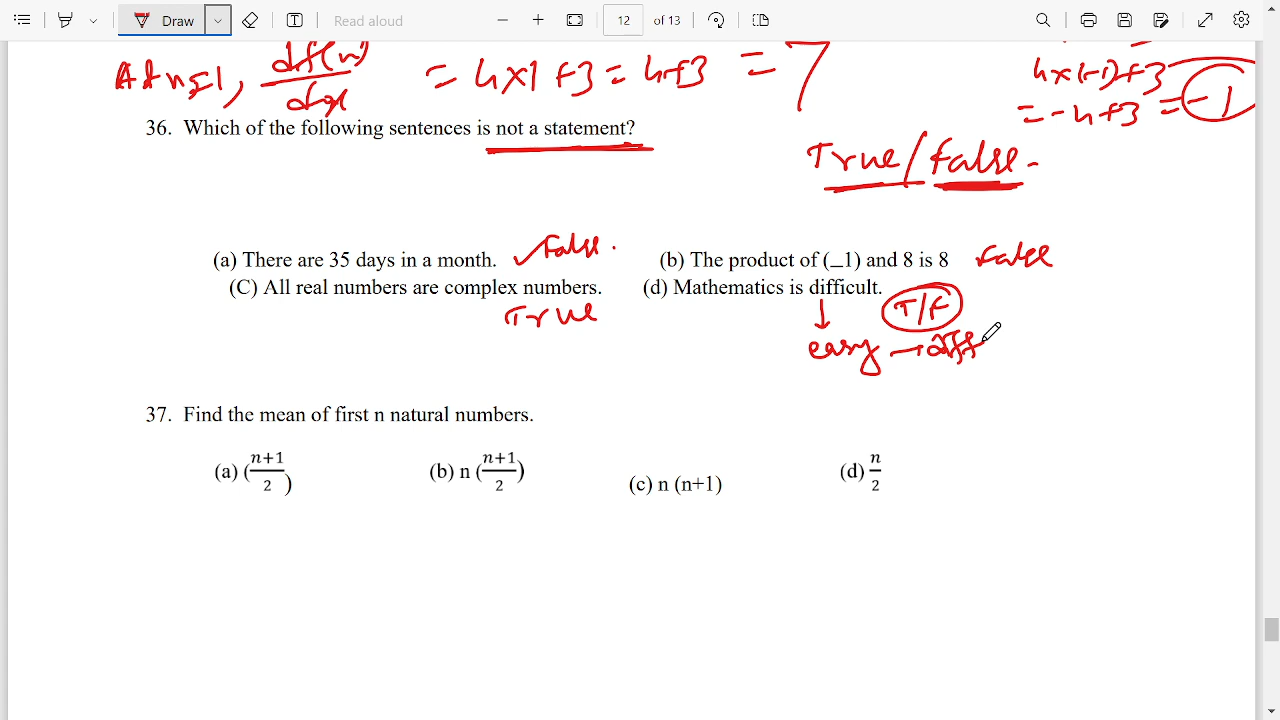 Draw
T
Read aloud
12 of 13
At n=1, df(n)/dx = 4x1+3 = 4+3 = 7
4x(-1)+3
= -4+3 = -1
36. Which of the following sentences is not a statement?
True/false-
(a) There are 35 days in a month. ✓ false. (b) The product of (_1) and 8 is 8 false
(C) All real numbers are complex numbers. (d) Mathematics is difficult.
True
T/F
easy → diff
37. Find the mean of first n natural numbers.
(a) (n+1/2) (b) n (n+1/2) (c) n (n+1) (d) n/2